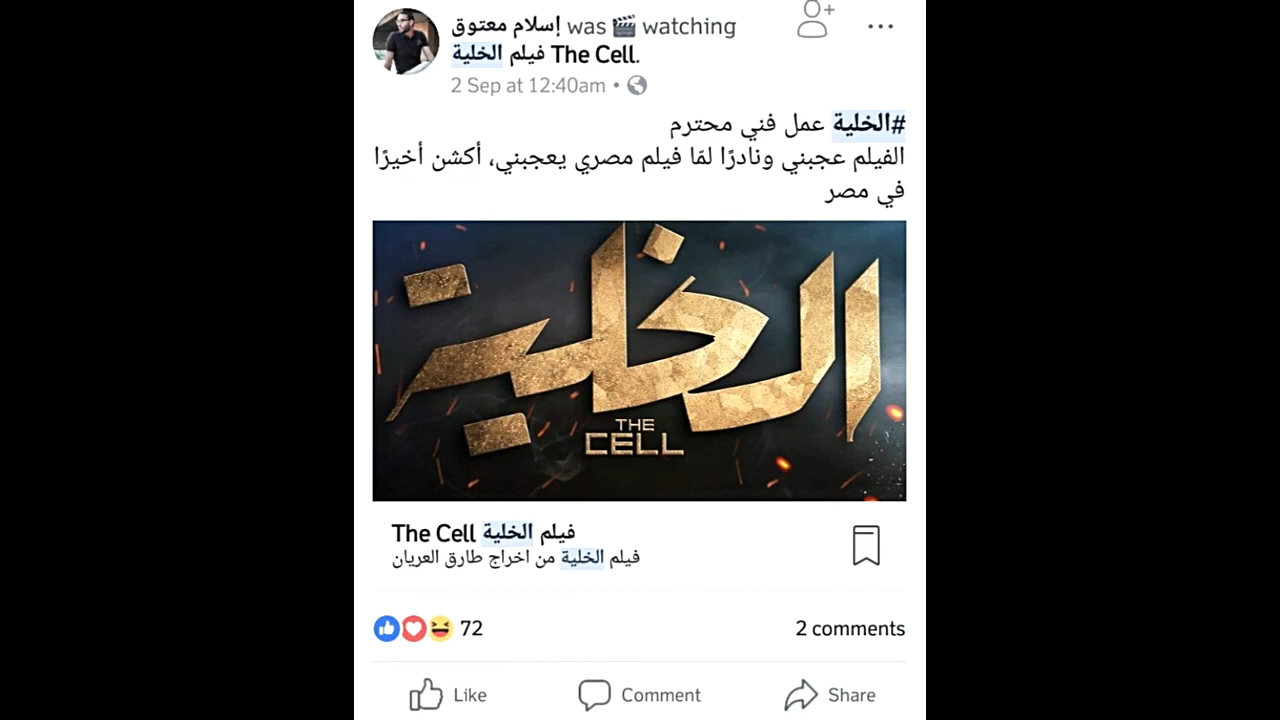 إسلام معتوق was watching
فيلم الخلية The Cell.
2 Sep at 12:40am •
#الخلية عمل فني محترم
الفيلم عجبني ونادرًا لمّا فيلم مصري يعجبني، أكشن أخيرًا
في مصر
الخلية
THE
CELL
The Cell فيلم الخلية
فيلم الخلية من اخراج طارق العريان
72
2 comments
Like
Comment
Share